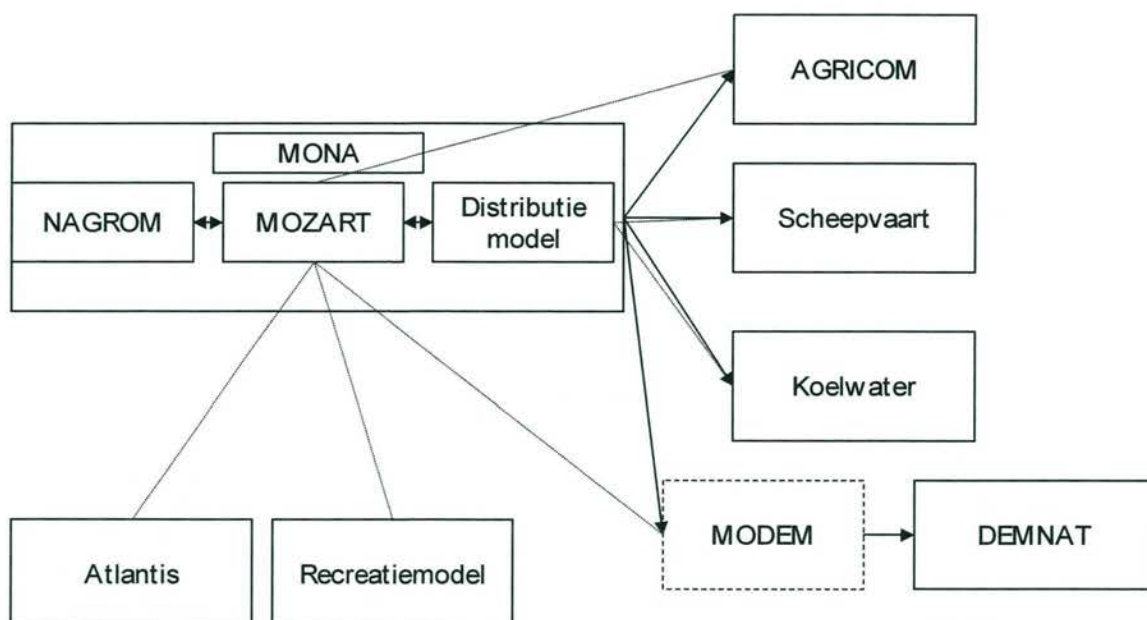 AGRICOM
MONA
NAGROM
MOZART
Distributie
model
Scheepvaart
Koelwater
MODEM
DEMNAT
Atlantis
Recreatiemodel